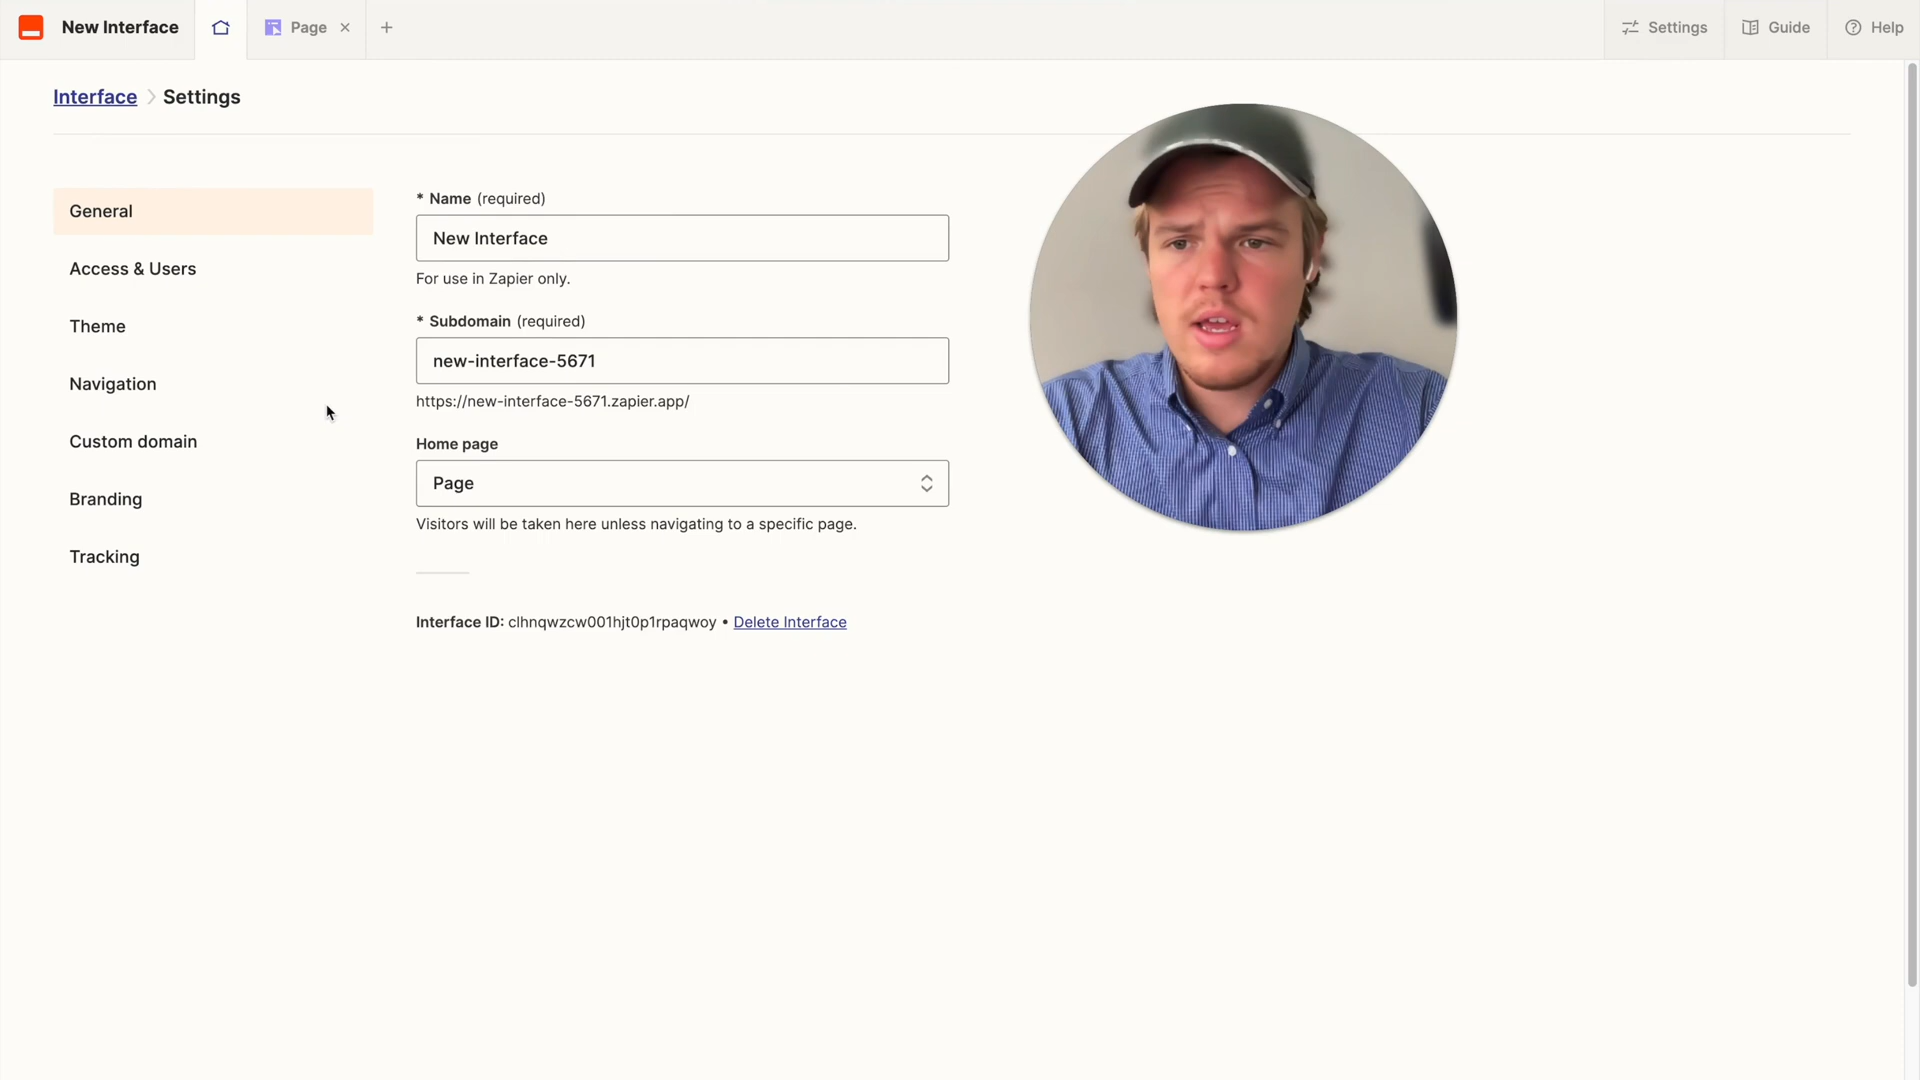 New Interface
Page
Settings
Guide
Help
Interface
Settings
General
Access & Users
Theme
Navigation
Custom domain
Branding
Tracking
* Name (required)
New Interface
For use in Zapier only.
* Subdomain (required)
new-interface-5671
https://new-interface-5671.zapier.app/
Home page
Page
Visitors will be taken here unless navigating to a specific page.
Interface ID: clhnqwzcw001hjt0p1rpaqwoy • Delete Interface